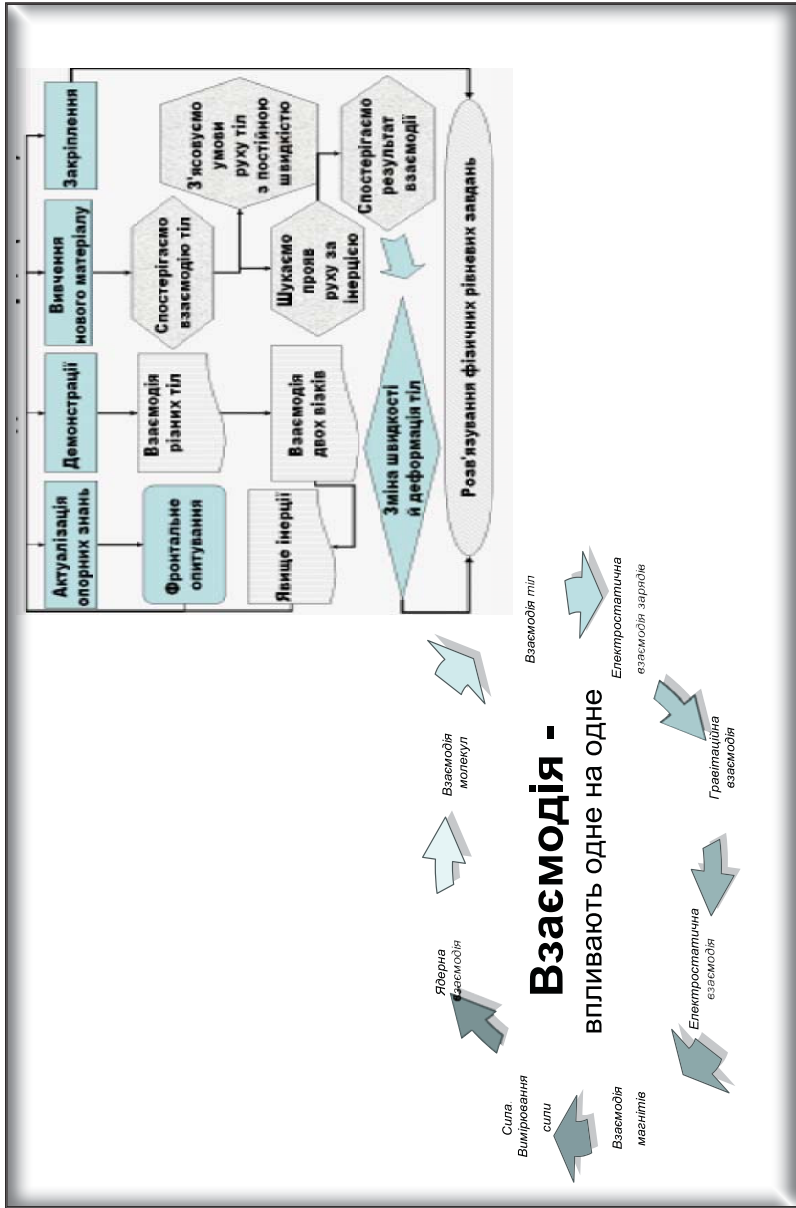 Актуалізація
опорних знань
Демонстрації
Вивчення
нового матеріалу
Закріплення
Фронтальне
опитування
Взаємодія
різних тіл
Спостерігаємо
взаємодію тіл
З'ясовуємо
умови
руху тіл
з постійною
швидкістю
Явище інерції
Взаємодія
двох візків
Шукаємо
прояв
руху за
інерцією
Спостерігаємо
результат
взаємодії
Зміна швидкості
й деформація тіл
Розв'язування фізичних рівневих завдань
Взаємодія -
впливають одне на одне
Взаємодія тіл
Електростатична
взаємодія зарядів
Гравітаційна
взаємодія
Електростатична
взаємодія
Взаємодія
магнітів
Сила.
Вимірювання
сили
Ядерна
взаємодія
Взаємодія
молекул